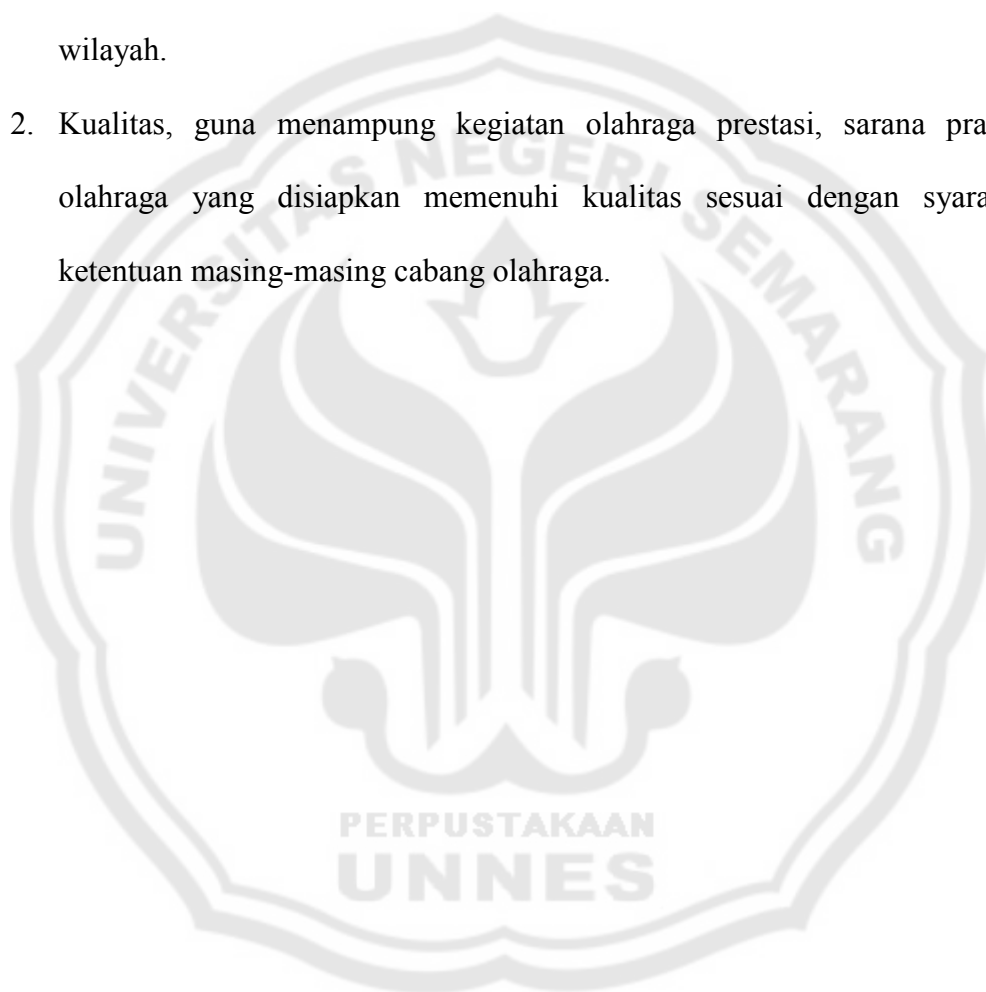 wilayah.
2. Kualitas, guna menampung kegiatan olahraga prestasi, sarana pra
olahraga yang disiapkan memenuhi kualitas sesuai dengan syara
ketentuan masing-masing cabang olahraga.
UNIVERSITAS NEGERI SEMARANG
PERPUSTAKAAN
UNNES